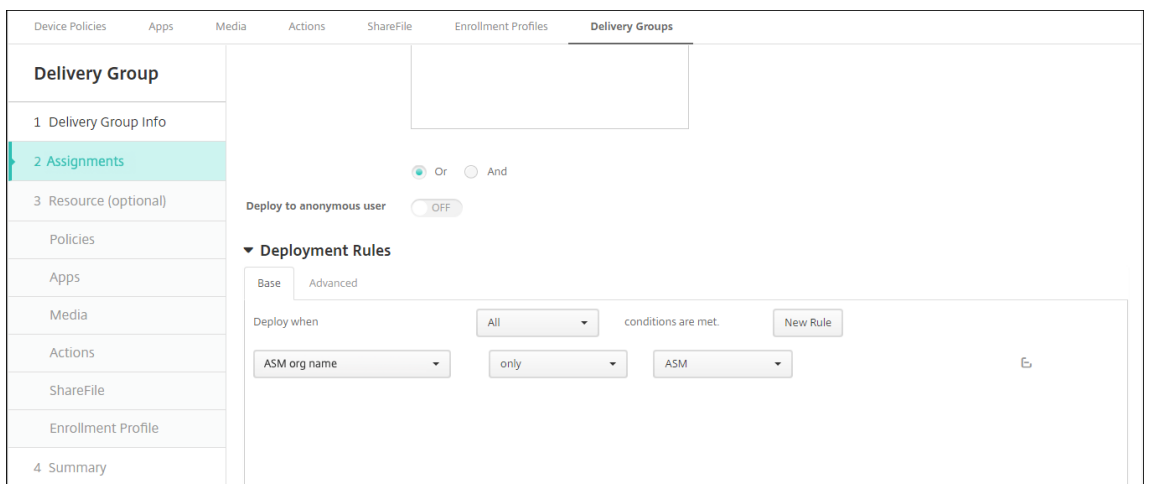 Device Policies Apps Media Actions ShareFile Enrollment Profiles Delivery Groups
Delivery Group
1 Delivery Group Info
2 Assignments
3 Resource (optional)
Policies
Apps
Media
Actions
ShareFile
Enrollment Profile
4 Summary
Or And
Deploy to anonymous user OFF
Deployment Rules
Base Advanced
Deploy when All conditions are met. New Rule
ASM org name only ASM